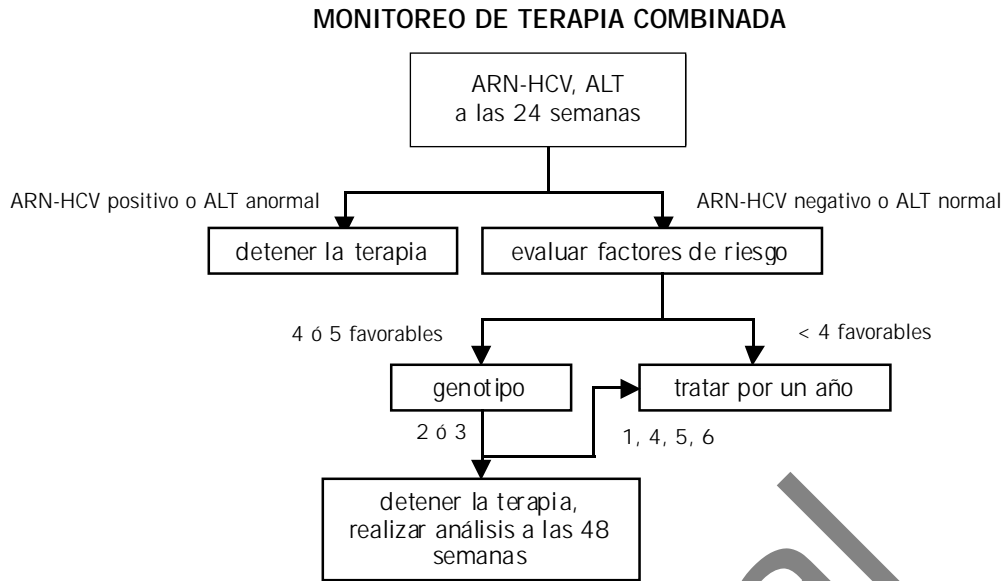 MONITOREO DE TERAPIA COMBINADA
ARN-HCV, ALT
a las 24 semanas
ARN-HCV positivo o ALT anormal
ARN-HCV negativo o ALT normal
detener la terapia
evaluar factores de riesgo
4 ó 5 favorables
< 4 favorables
genotipo
tratar por un año
2 ó 3
1, 4, 5, 6
detener la terapia,
realizar análisis a las 48
semanas
al